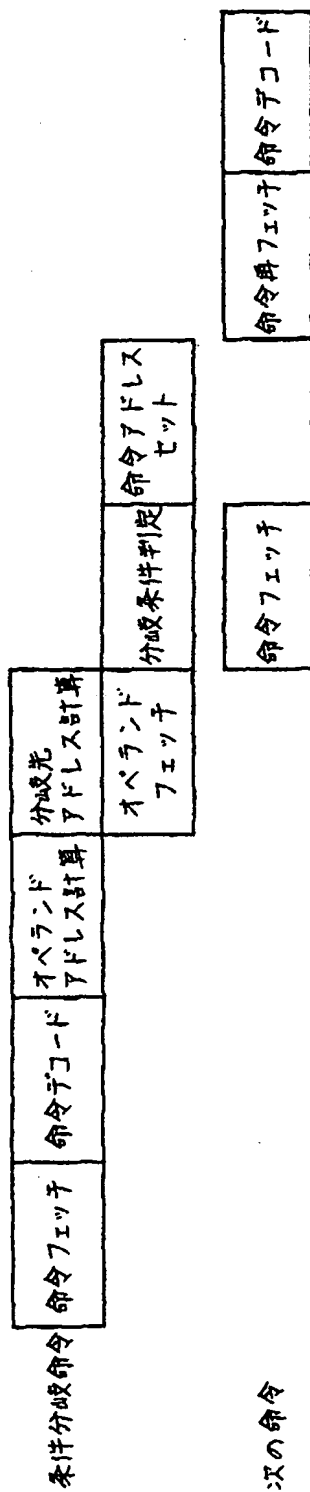 条件分岐命令
命令フェッチ
命令デコード
オペランド
アドレス計算
分岐先
アドレス計算
オペランド
フェッチ
分岐条件判定
命令アドレス
セット
次の命令
命令フェッチ
命令再フェッチ
命令デコード